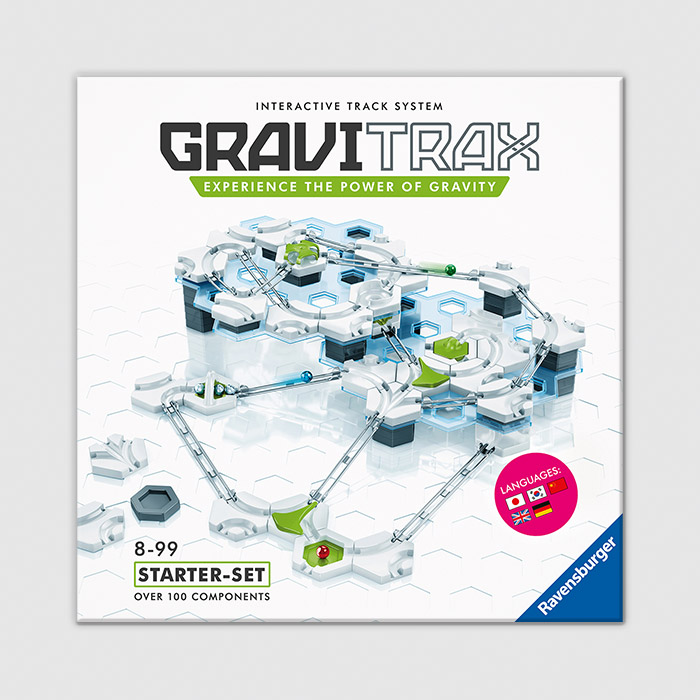 INTERACTIVE TRACK SYSTEM
GRAVITRAX
EXPERIENCE THE POWER OF GRAVITY
LANGUAGES:
8-99
STARTER-SET
OVER 100 COMPONENTS
Ravensburger